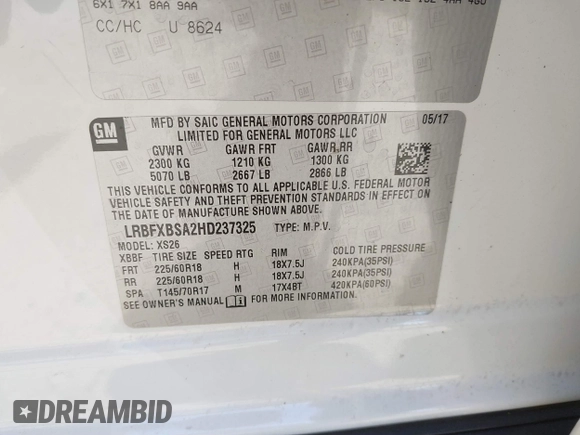 6X1 7X1 8AA 9AA
CC/HC U 8624
GM
MFD BY SAIC GENERAL MOTORS CORPORATION 05/17
LIMITED FOR GENERAL MOTORS LLC
GVWR GAWR FRT GAWR RR
2300 KG 1210 KG 1300 KG
5070 LB 2667 LB 2866 LB
THIS VEHICLE CONFORMS TO ALL APPLICABLE U.S. FEDERAL MOTOR
VEHICLE SAFETY AND THEFT PREVENTION STANDARDS IN EFFECT ON
THE DATE OF MANUFACTURE SHOWN ABOVE.
LRBFXBSA2HD237325 TYPE: M.P.V.
MODEL: XS26
XBBF TIRE SIZE SPEED RTG RIM COLD TIRE PRESSURE
FRT 225/60R18 H 18X7.5J 240KPA(35PSI)
RR 225/60R18 H 18X7.5J 240KPA(35PSI)
SPA T145/70R17 M 17X4BT 420KPA(60PSI)
SEE OWNER'S MANUAL FOR MORE INFORMATION.
DREAMBID